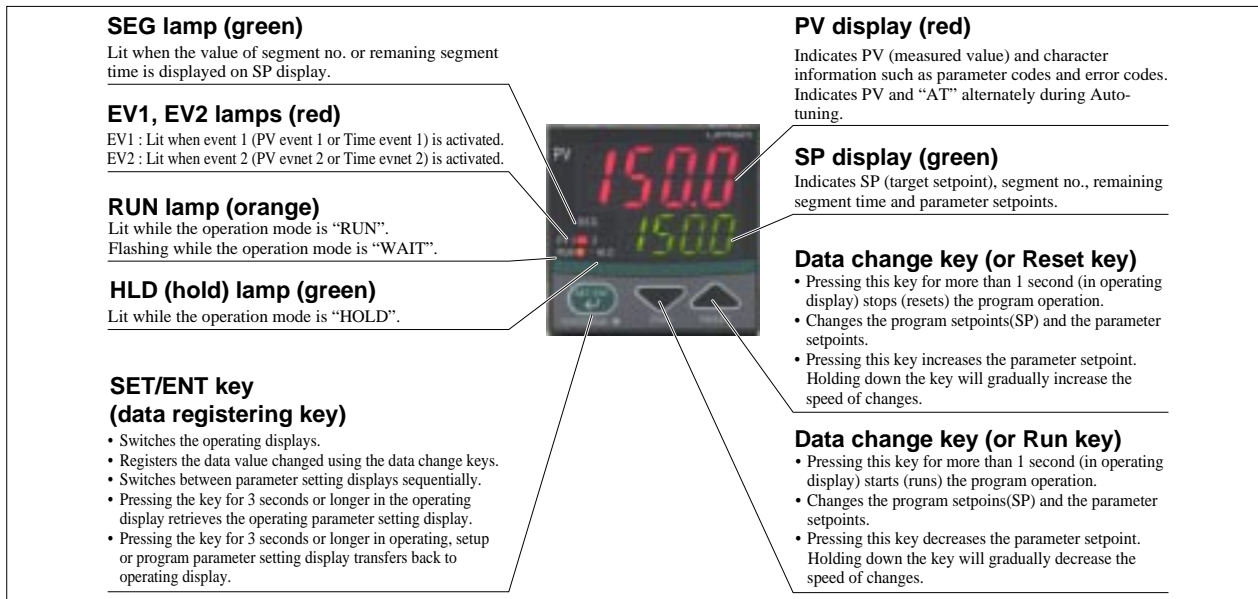 SEG lamp (green)
Lit when the value of segment no. or remaning segment
time is displayed on SP display.
EV1, EV2 lamps (red)
EV1 : Lit when event 1 (PV event 1 or Time event 1) is activated.
EV2 : Lit when event 2 (PV evnet 2 or Time evnet 2) is activated.
RUN lamp (orange)
Lit while the operation mode is “RUN”.
Flashing while the operation mode is “WAIT”.
HLD (hold) lamp (green)
Lit while the operation mode is “HOLD”.
SET/ENT key
(data registering key)
• Switches the operating displays.
• Registers the data value changed using the data change keys.
• Switches between parameter setting displays sequentially.
• Pressing the key for 3 seconds or longer in the operating
display retrieves the operating parameter setting display.
• Pressing the key for 3 seconds or longer in operating, setup
or program parameter setting display transfers back to
operating display.
PV
150.0
150.0
PV display (red)
Indicates PV (measured value) and character
information such as parameter codes and error codes.
Indicates PV and “AT” alternately during Auto-
tuning.
SP display (green)
Indicates SP (target setpoint), segment no., remaining
segment time and parameter setpoints.
Data change key (or Reset key)
• Pressing this key for more than 1 second (in operating
display) stops (resets) the program operation.
• Changes the program setpoints(SP) and the parameter
setpoints.
• Pressing this key increases the parameter setpoint.
Holding down the key will gradually increase the
speed of changes.
Data change key (or Run key)
• Pressing this key for more than 1 second (in operating
display) starts (runs) the program operation.
• Changes the program setpoins(SP) and the parameter
setpoints.
• Pressing this key decreases the parameter setpoint.
Holding down the key will gradually decrease the
speed of changes.